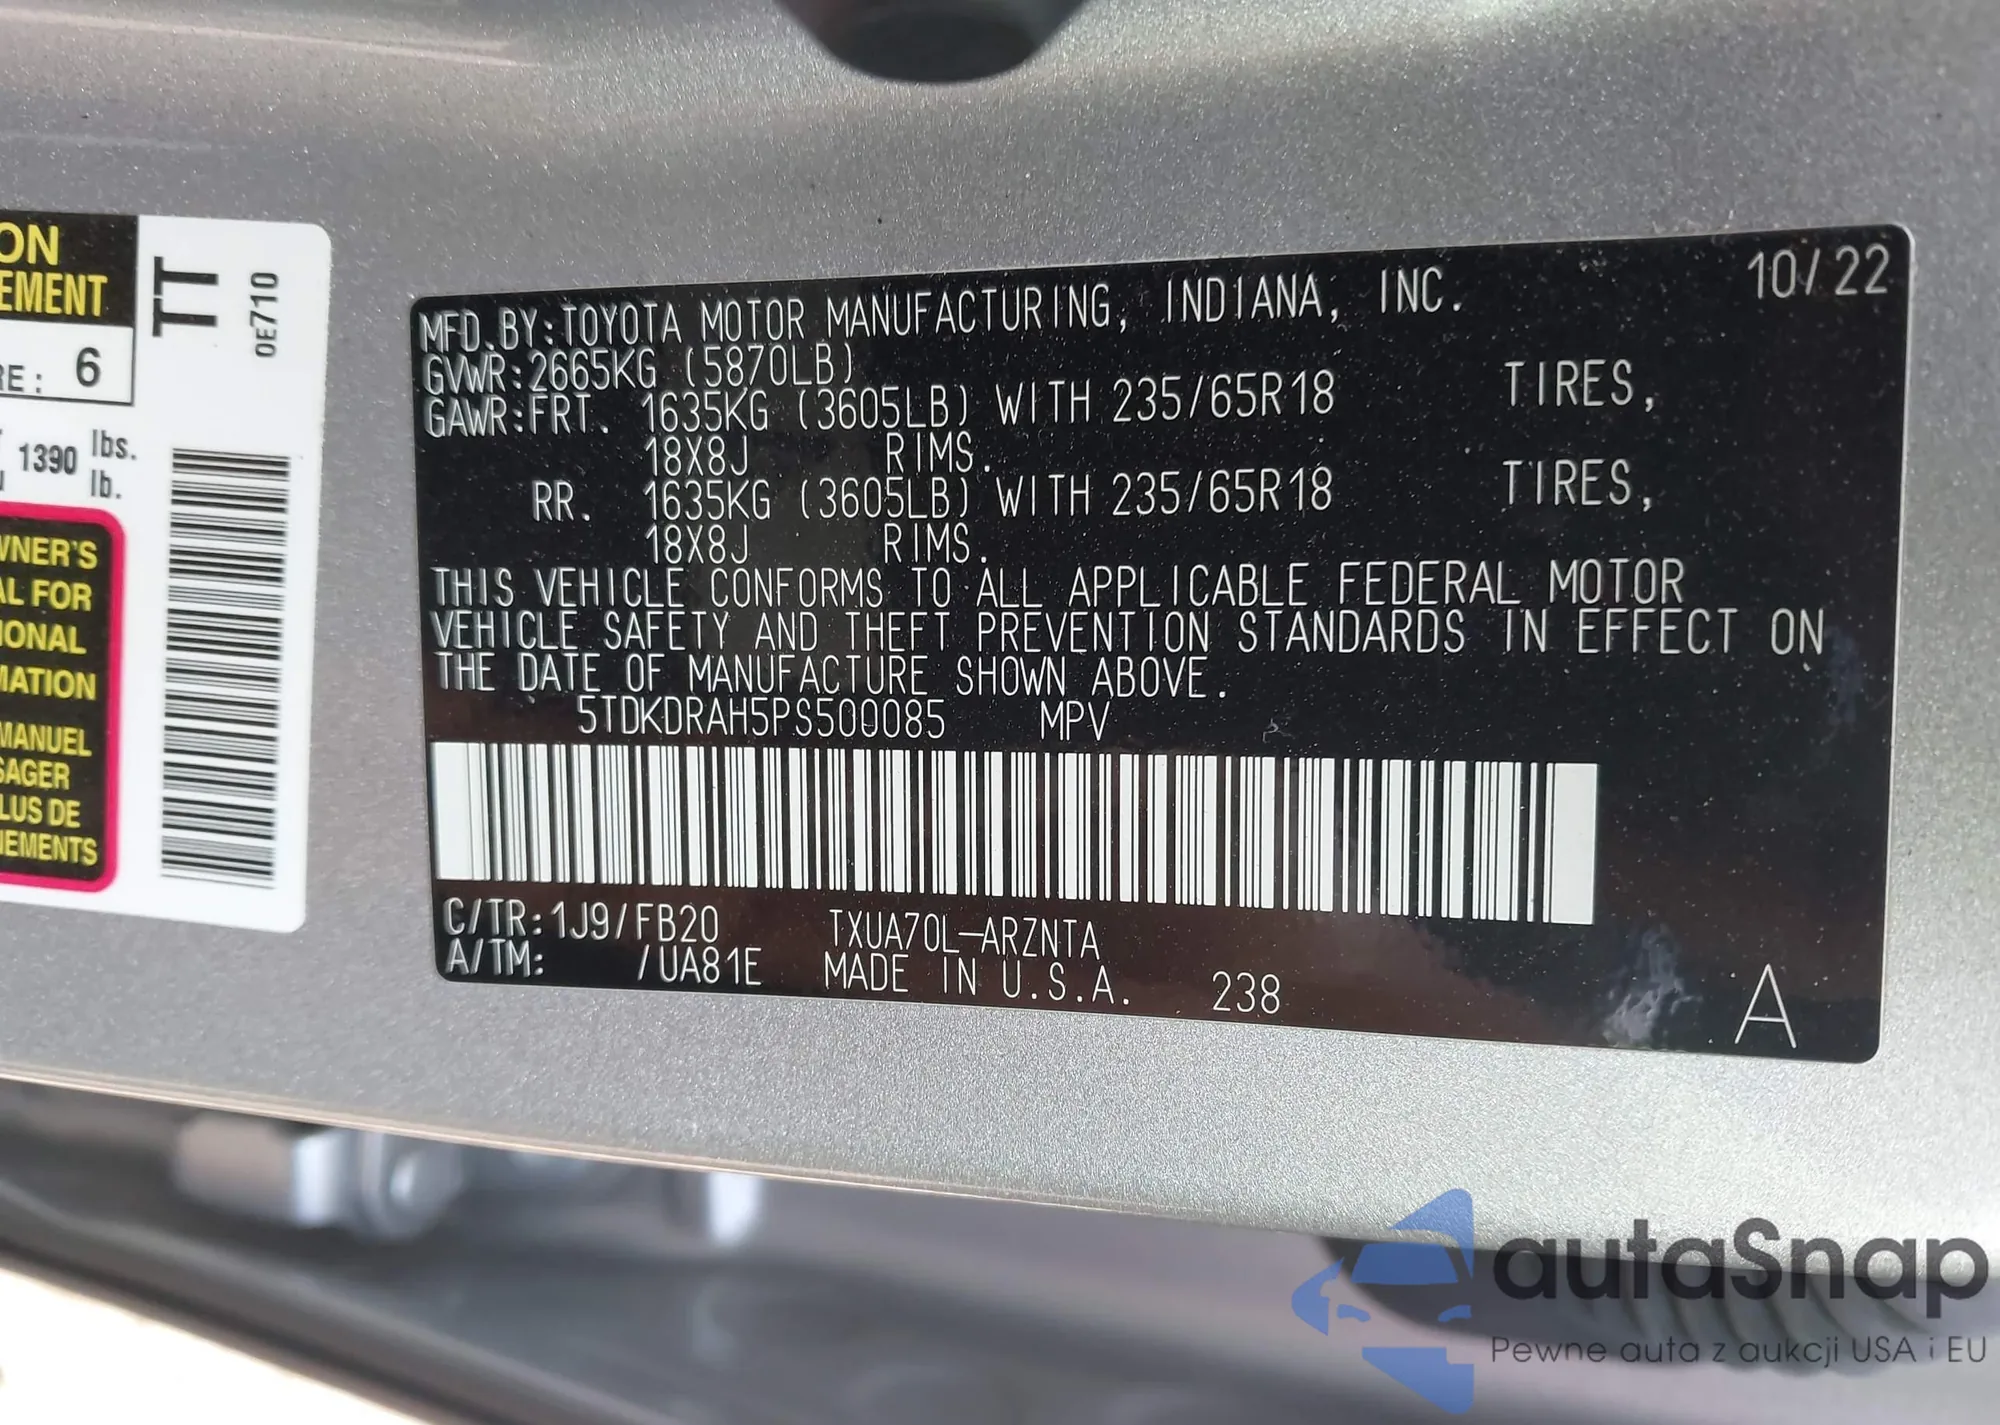 ON
EMENT
RE: 6
1390 lbs.
lb.
WNER'S
AL FOR
IONAL
MATION
MANUEL
SAGER
LUS DE
NEMENTS
TT
0E710
MFD.BY:TOYOTA MOTOR MANUFACTURING, INDIANA, INC. 10/22
GVWR:2665KG (5870LB)
GAWR:FRT. 1635KG (3605LB) WITH 235/65R18 TIRES,
18X8J RIMS.
RR. 1635KG (3605LB) WITH 235/65R18 TIRES,
18X8J RIMS.
THIS VEHICLE CONFORMS TO ALL APPLICABLE FEDERAL MOTOR
VEHICLE SAFETY AND THEFT PREVENTION STANDARDS IN EFFECT ON
THE DATE OF MANUFACTURE SHOWN ABOVE.
5TDKDRAH5PS500085 MPV
C/TR:1J9/FB20 TXUA70L-ARZNTA
A/TM: /UA81E MADE IN U.S.A. 238 A
autaSnap
Pewne auta z aukcji USA i EU